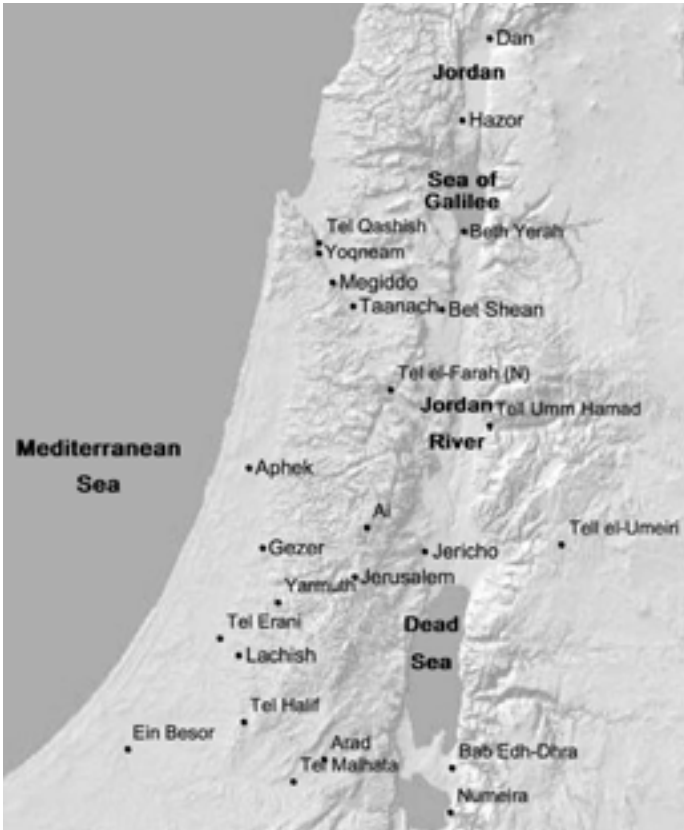 Dan
Jordan
Hazor
Sea of
Galilee
Tel Qashish
Beth Yerah
Yoqneam
Megiddo
Taanach
Bet Shean
Tel el-Farah (N)
Jordan
Tell Umm Hamad
River
Mediterranean
Sea
Aphek
Ai
Tell el-Umeiri
Gezer
Jericho
Jerusalem
Yarmuth
Tel Erani
Dead
Sea
Lachish
Tel Halif
Ein Besor
Arad
Bab Edh-Dhra
Tel Malhata
Numeira